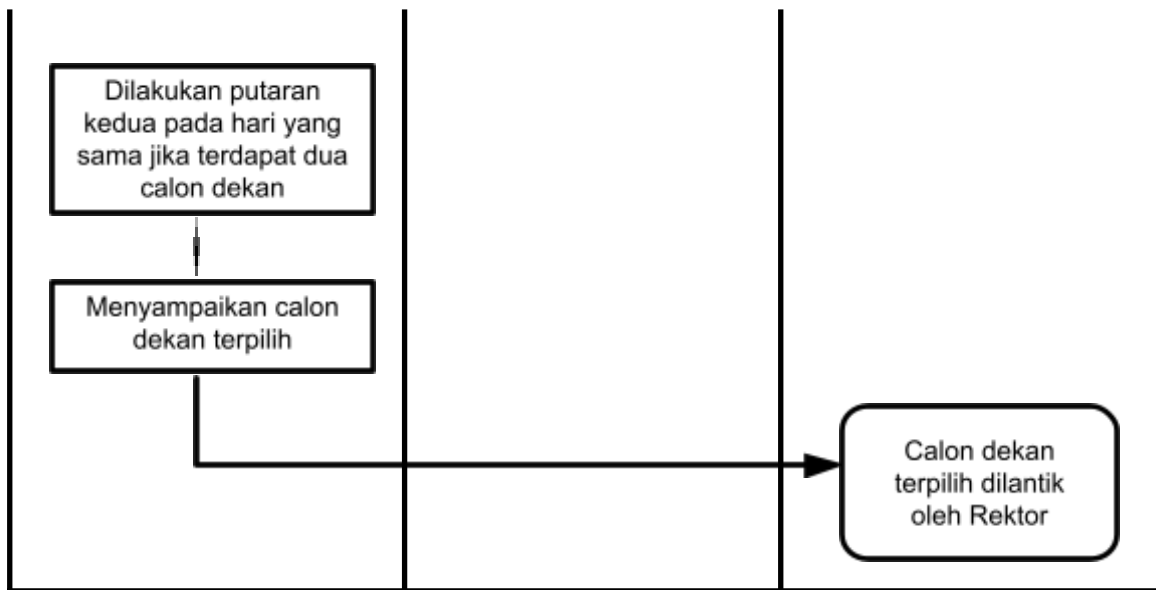 Dilakukan putaran
kedua pada hari yang
sama jika terdapat dua
calon dekan
Menyampaikan calon
dekan terpilih
Calon dekan
terpilih dilantik
oleh Rektor